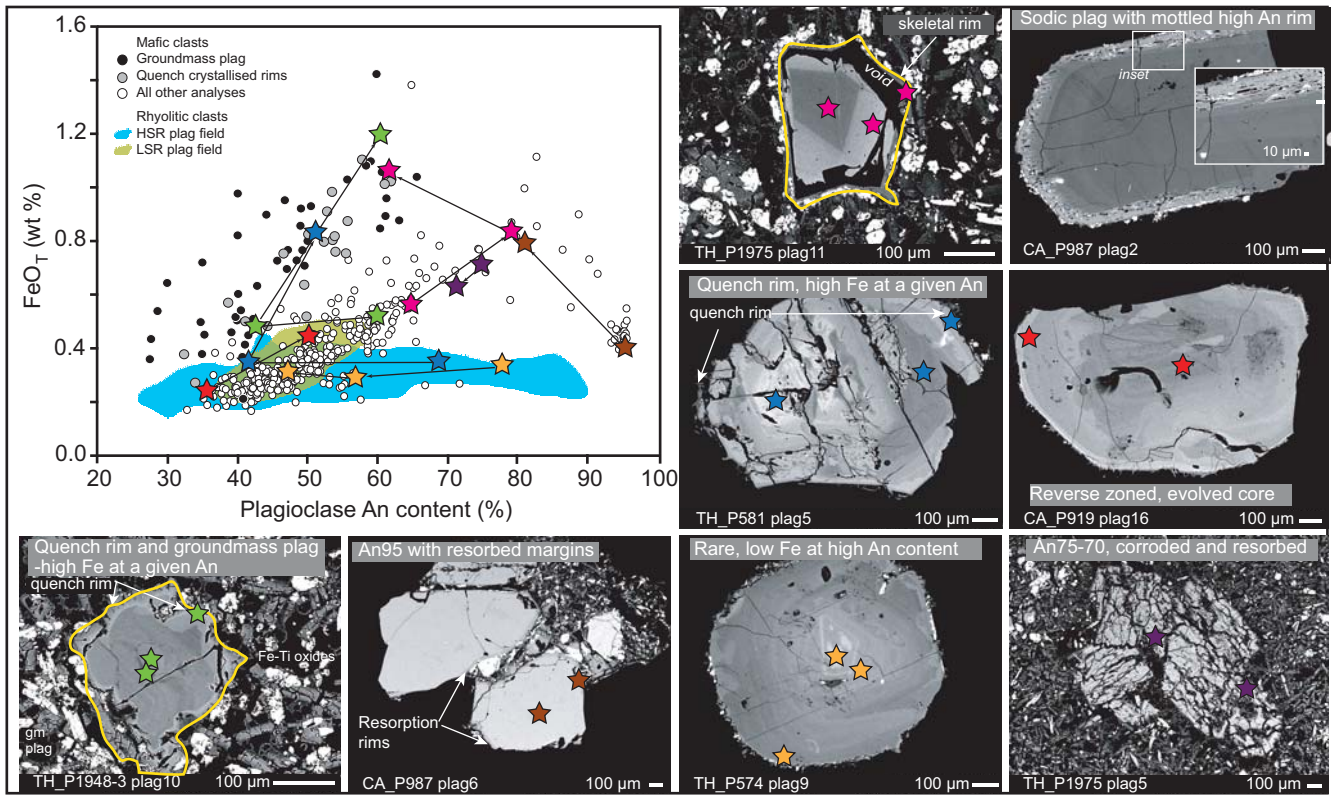 1.6
1.2
0.8
0.4
0.0
FeO_T (wt %)
20 30 40 50 60 70 80 90 100
Plagioclase An content (%)
Mafic clasts
Groundmass plag
Quench crystallised rims
All other analyses
Rhyolitic clasts
HSR plag field
LSR plag field
skeletal rim
void
TH_P1975 plag11
100 µm
Sodic plag with mottled high An rim
inset
10 µm
CA_P987 plag2
100 µm
Quench rim, high Fe at a given An
quench rim
TH_P581 plag5
100 µm
Reverse zoned, evolved core
CA_P919 plag16
100 µm
Quench rim and groundmass plag
-high Fe at a given An
quench rim
Fe-Ti oxides
gm
plag
TH_P1948-3 plag10
100 µm
An95 with resorbed margins
Resorption
rims
CA_P987 plag6
100 µm
Rare, low Fe at high An content
TH_P574 plag9
100 µm
An75-70, corroded and resorbed
TH_P1975 plag5
100 µm